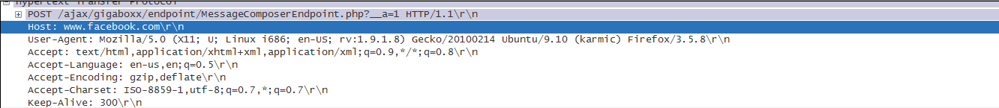 Hypertext Transfer Protocol
POST /ajax/gigaboxx/endpoint/MessageComposerEndpoint.php?__a=1 HTTP/1.1\r\n
Host: www.facebook.com\r\n
User-Agent: Mozilla/5.0 (X11; U; Linux i686; en-US; rv:1.9.1.8) Gecko/20100214 Ubuntu/9.10 (karmic) Firefox/3.5.8\r\n
Accept: text/html,application/xhtml+xml,application/xml;q=0.9,*/*;q=0.8\r\n
Accept-Language: en-us,en;q=0.5\r\n
Accept-Encoding: gzip,deflate\r\n
Accept-Charset: ISO-8859-1,utf-8;q=0.7,*;q=0.7\r\n
Keep-Alive: 300\r\n